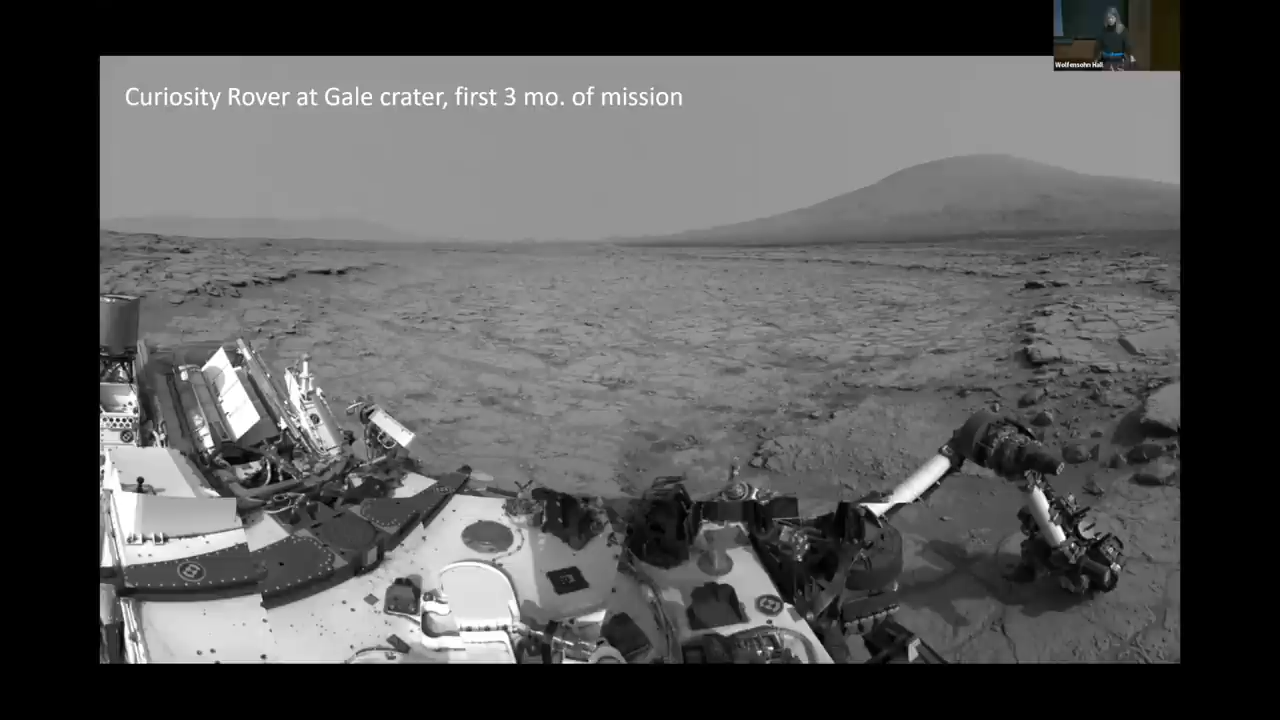 Curiosity Rover at Gale crater, first 3 mo. of mission
Wolfensohn Hall